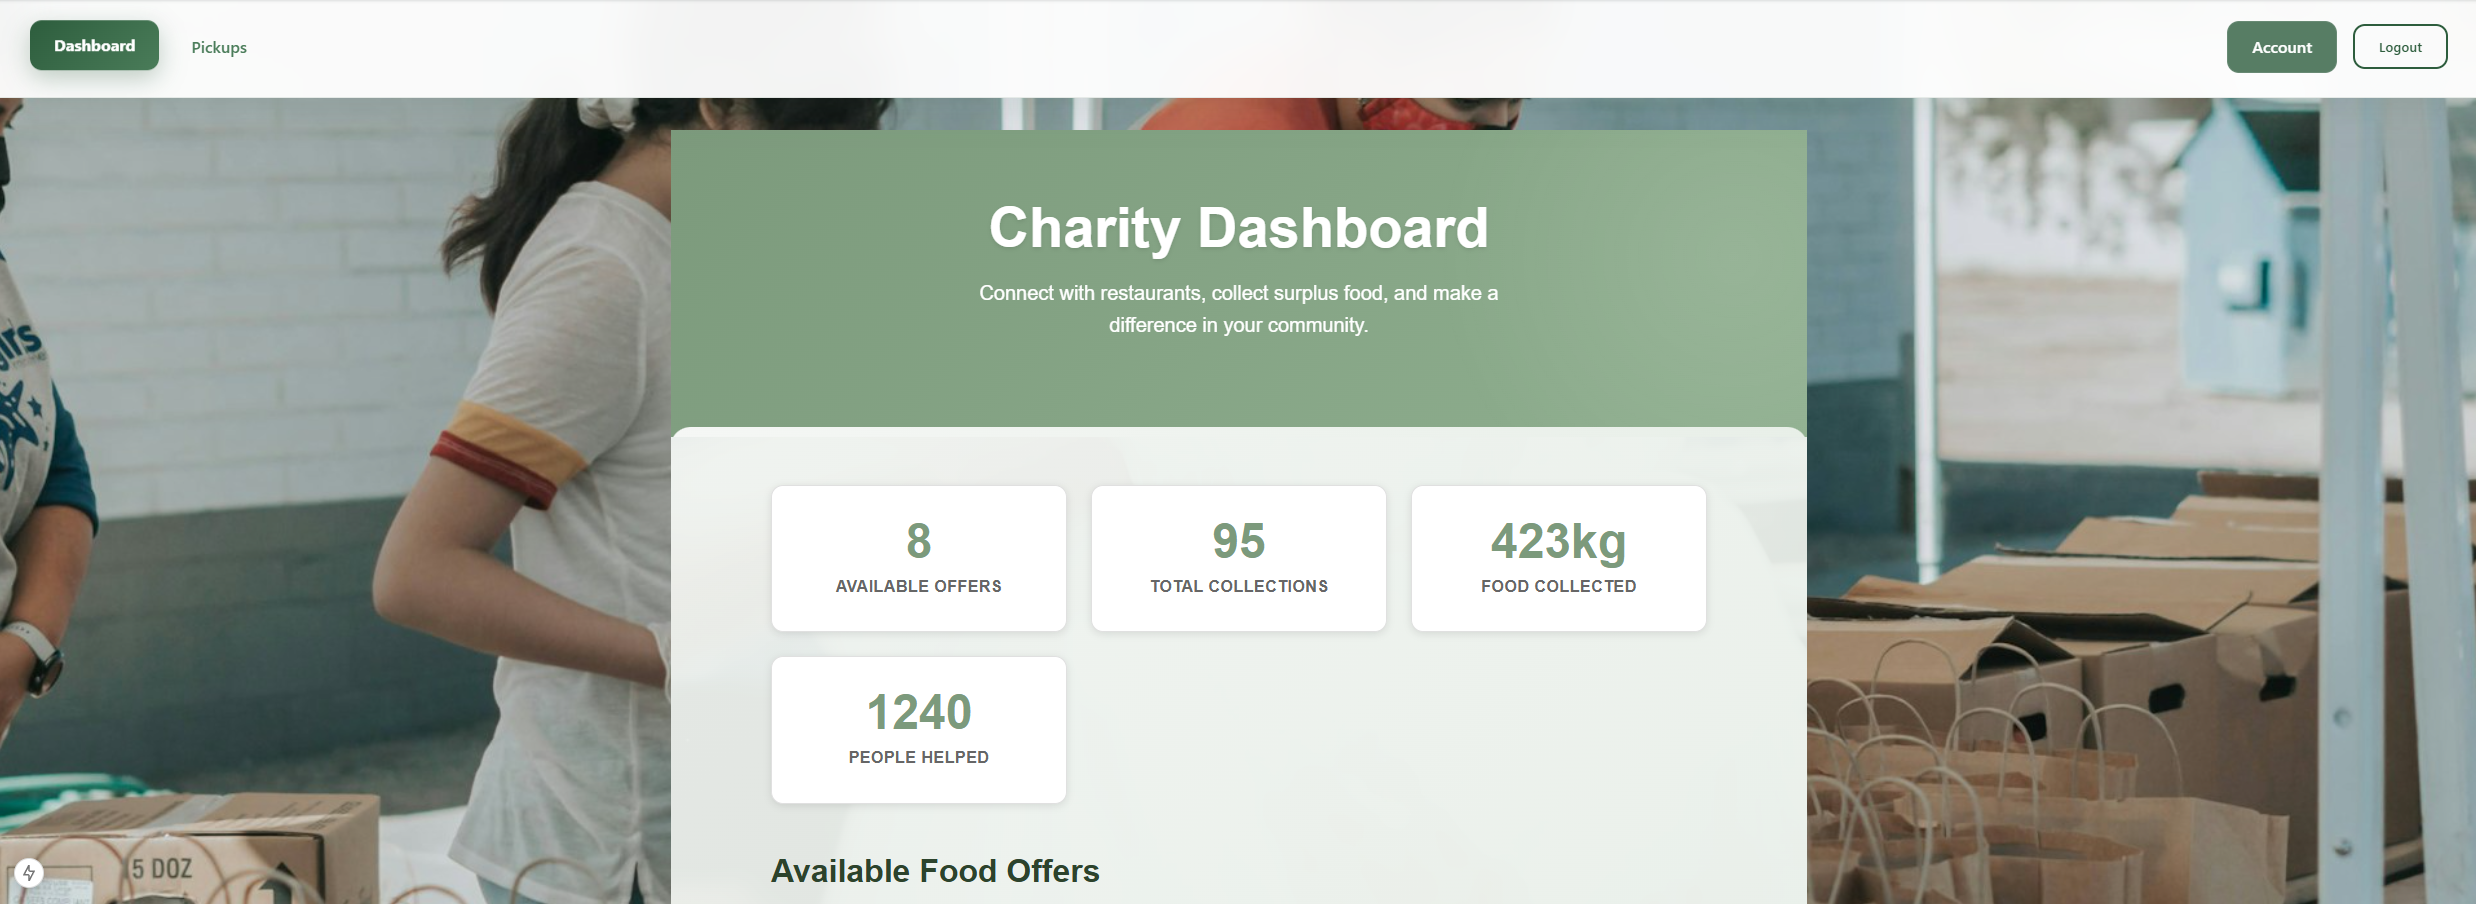 Dashboard
Pickups
Account
Logout
Charity Dashboard
Connect with restaurants, collect surplus food, and make a
difference in your community.
8
AVAILABLE OFFERS
95
TOTAL COLLECTIONS
423kg
FOOD COLLECTED
1240
PEOPLE HELPED
5 DOZ
Available Food Offers